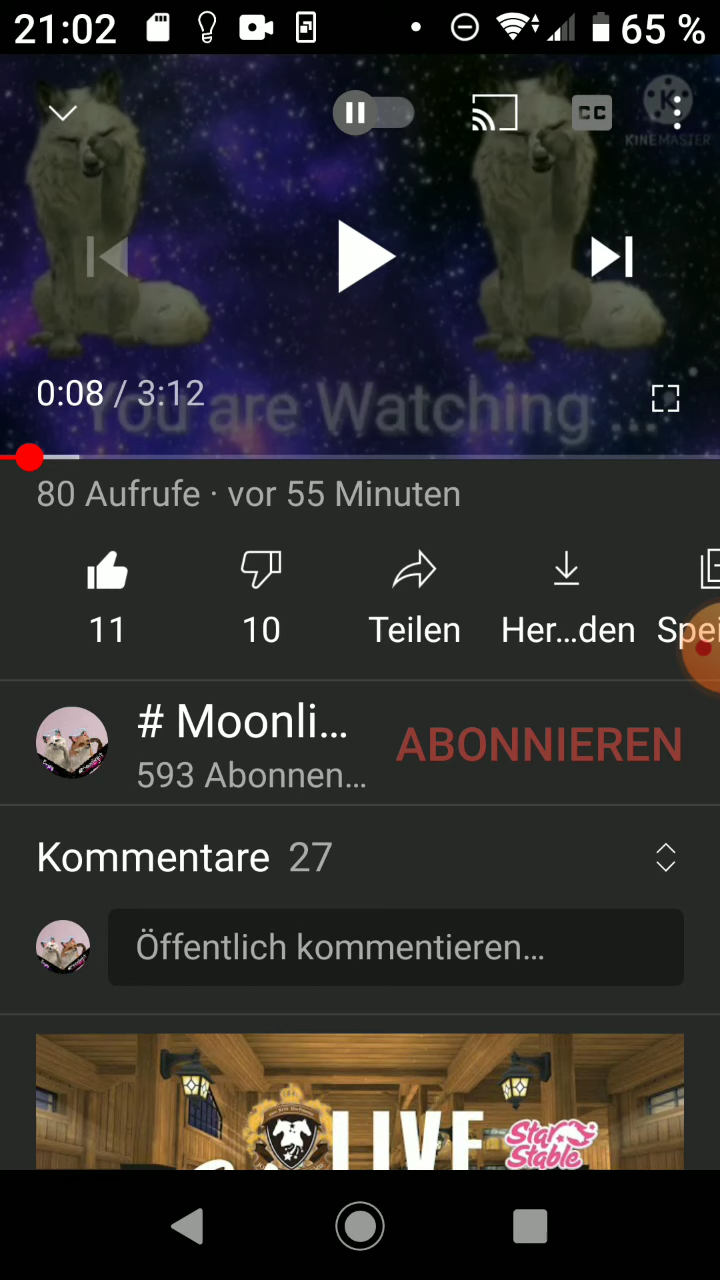 21:02
65 %
CC
K
KINEMASTER
0:08 / 3:12
You are Watching ...
80 Aufrufe · vor 55 Minuten
11
10
Teilen
Her...den
Spei
# Moonli...
593 Abonnen...
ABONNIEREN
Kommentare 27
Öffentlich kommentieren...
LIVE
Star
Stable